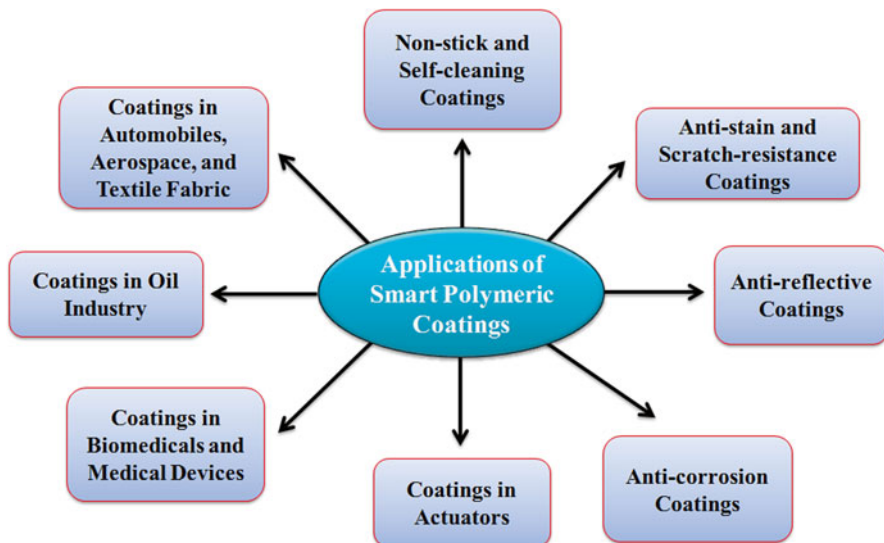 Non-stick and
Self-cleaning
Coatings
Coatings in
Automobiles,
Aerospace, and
Textile Fabric
Anti-stain and
Scratch-resistance
Coatings
Applications of
Smart Polymeric
Coatings
Coatings in Oil
Industry
Anti-reflective
Coatings
Coatings in
Biomedicals and
Medical Devices
Coatings in
Actuators
Anti-corrosion
Coatings